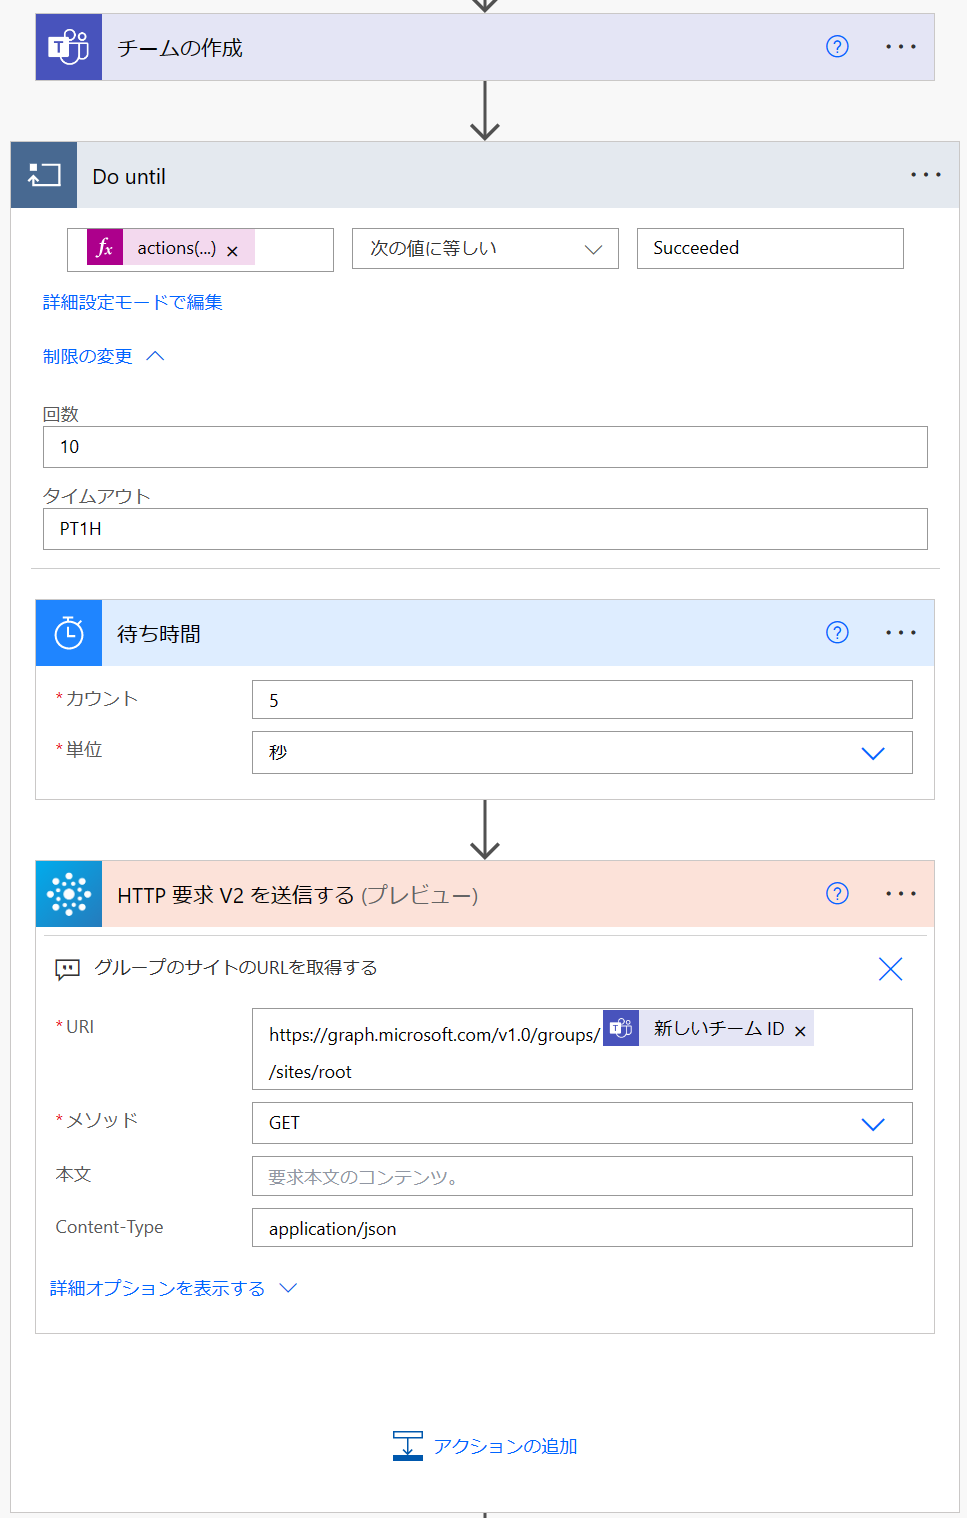 チームの作成
Do until
fx actions(...) ×
次の値に等しい
Succeeded
詳細設定モードで編集
制限の変更
回数
10
タイムアウト
PT1H
待ち時間
*カウント
5
*単位
秒
HTTP 要求 V2 を送信する (プレビュー)
グループのサイトのURLを取得する
*URI
https://graph.microsoft.com/v1.0/groups/ 新しいチーム ID ×
/sites/root
*メソッド
GET
本文
要求本文のコンテンツ。
Content-Type
application/json
詳細オプションを表示する
アクションの追加